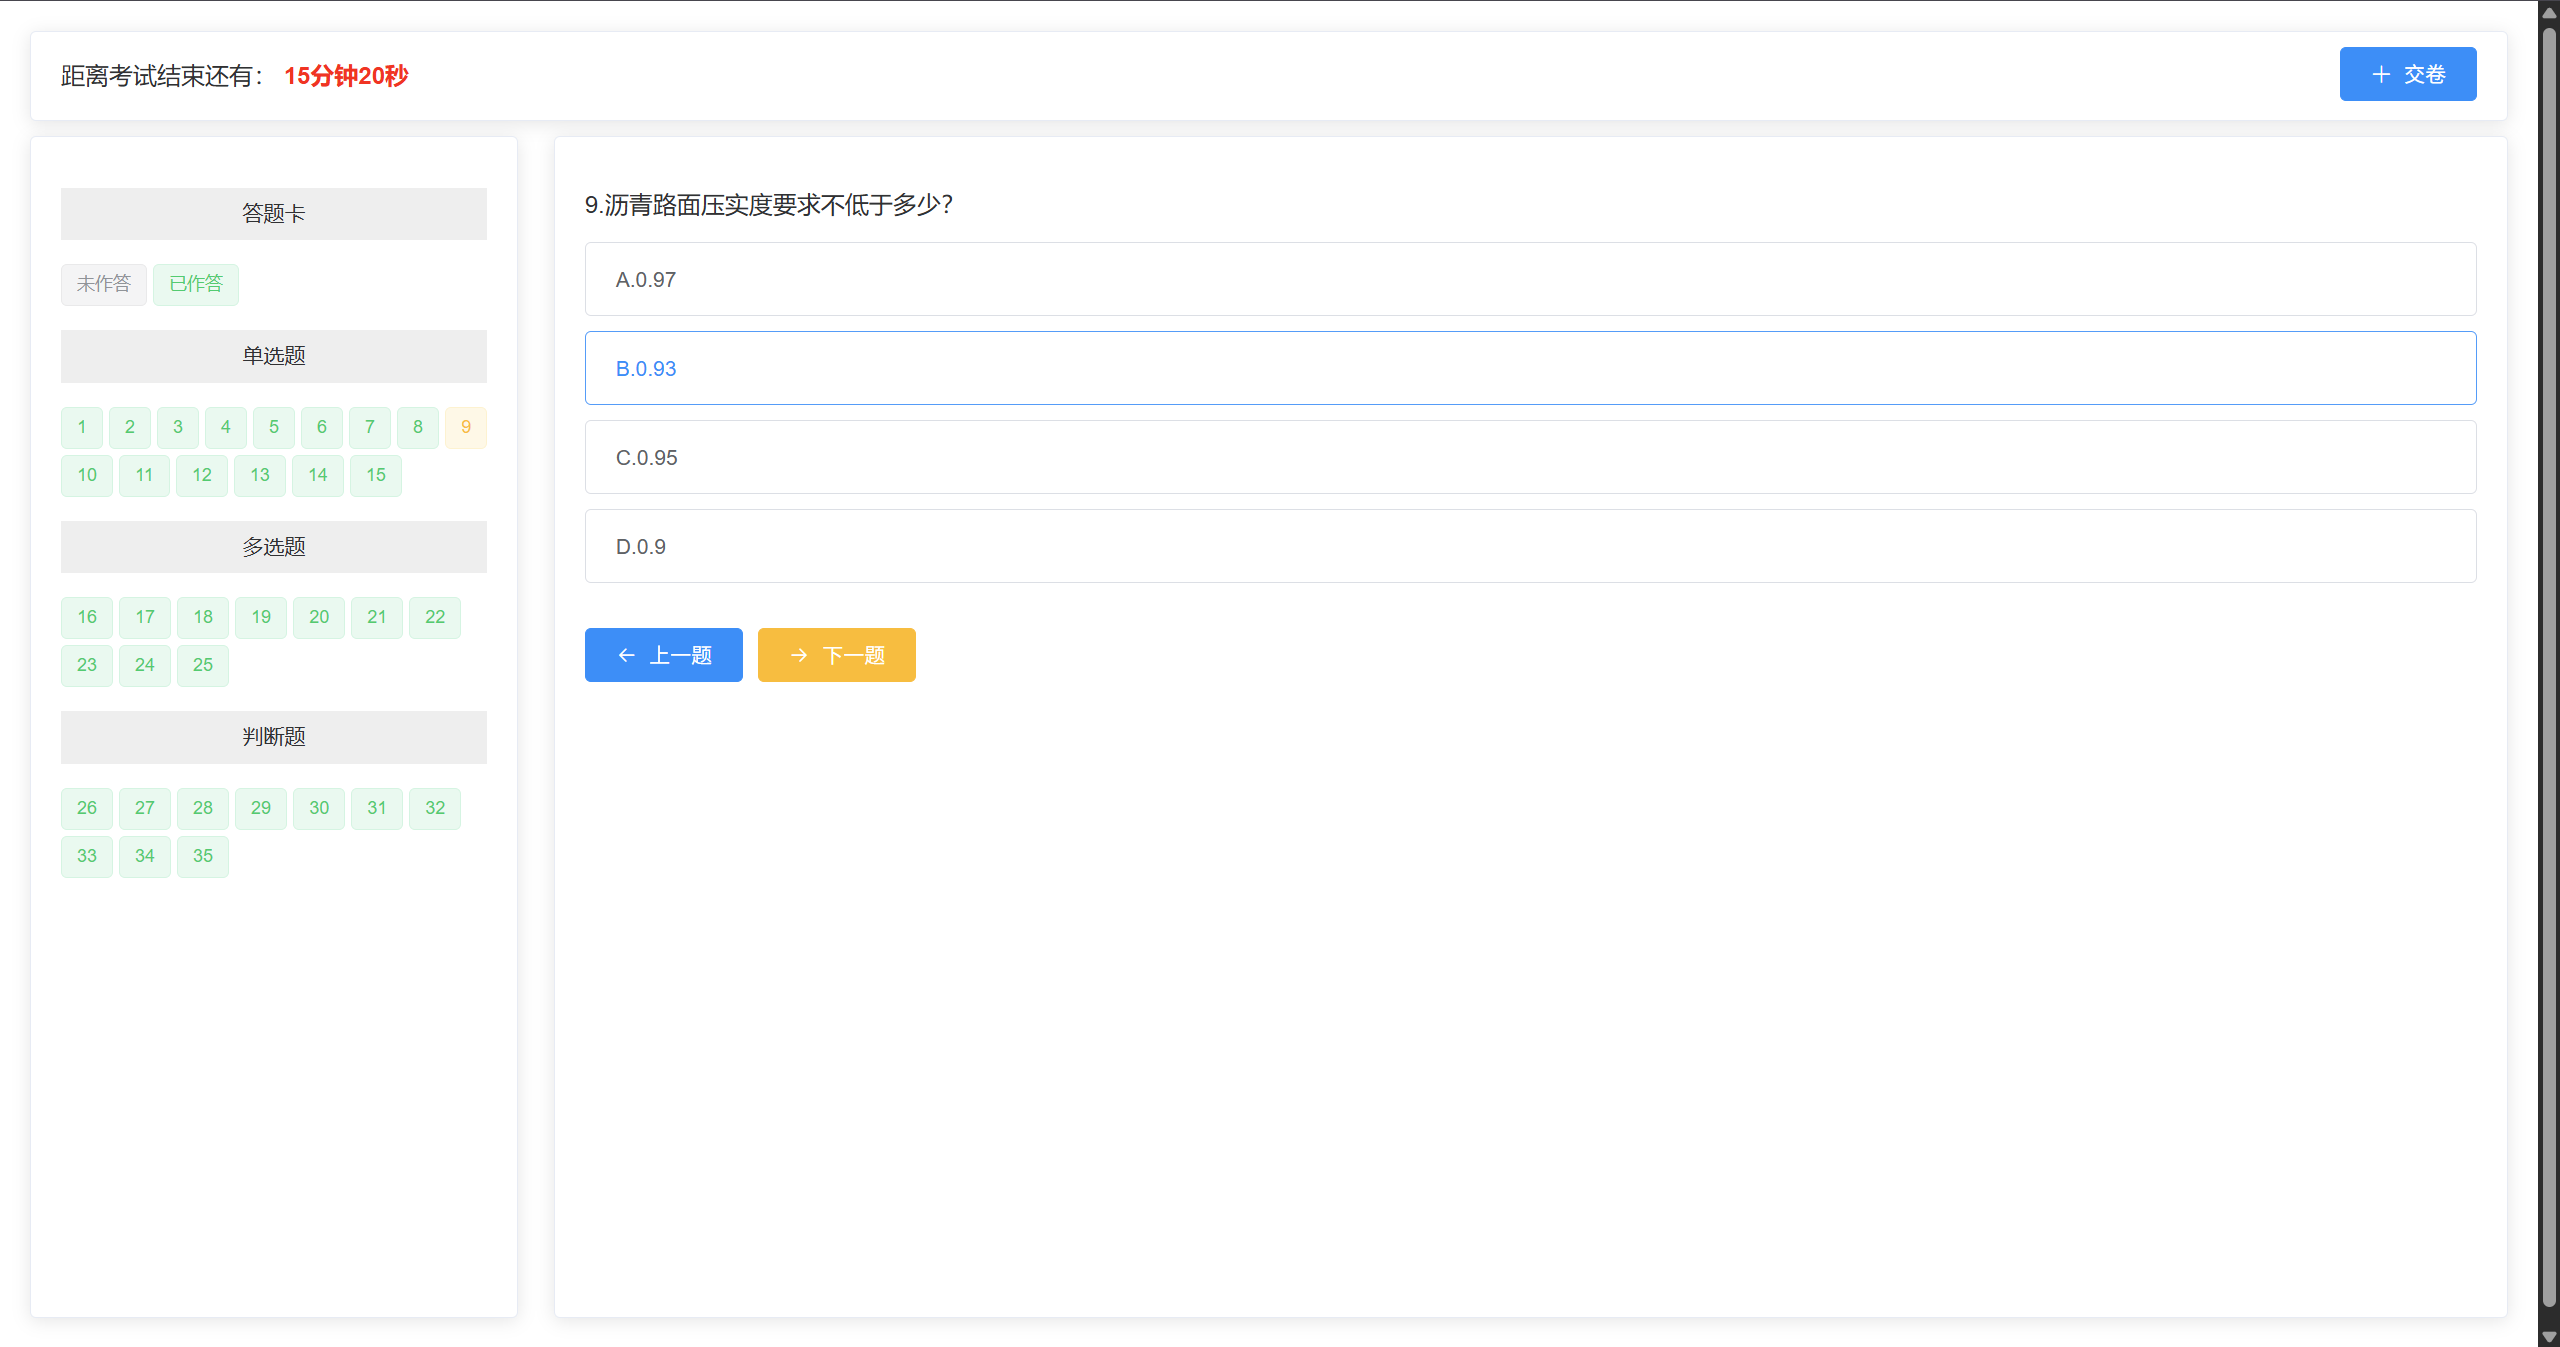 距离考试结束还有： 15分钟20秒
交卷
答题卡
未作答 已作答
单选题
1 2 3 4 5 6 7 8 9
10 11 12 13 14 15
多选题
16 17 18 19 20 21 22
23 24 25
判断题
26 27 28 29 30 31 32
33 34 35
9.沥青路面压实度要求不低于多少？
A.0.97
B.0.93
C.0.95
D.0.9
上一题 下一题